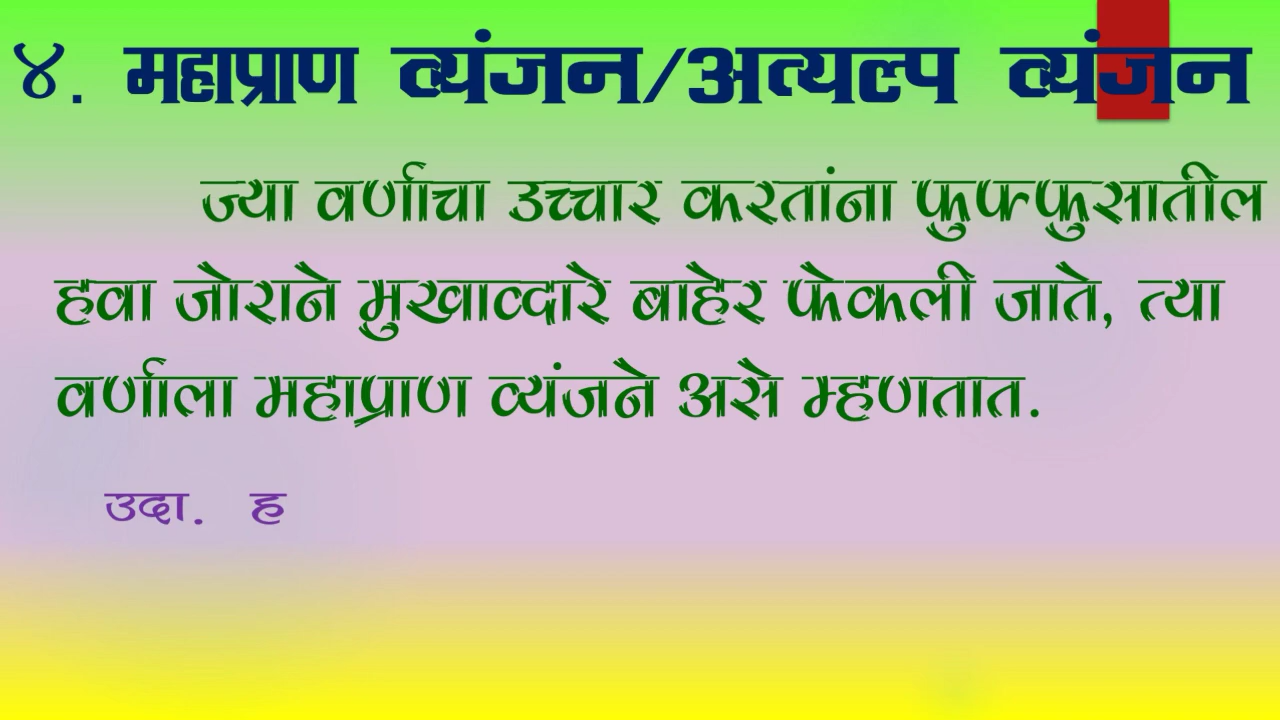 ४. महाप्राण व्यंजन/अत्यल्प व्यंजन
ज्या वर्णाचा उच्चार करतांना फुफ्फुसातील
हवा जोराने मुखाव्दारे बाहेर फेकली जाते, त्या
वर्णाला महाप्राण व्यंजने असे म्हणतात.
उदा. ह